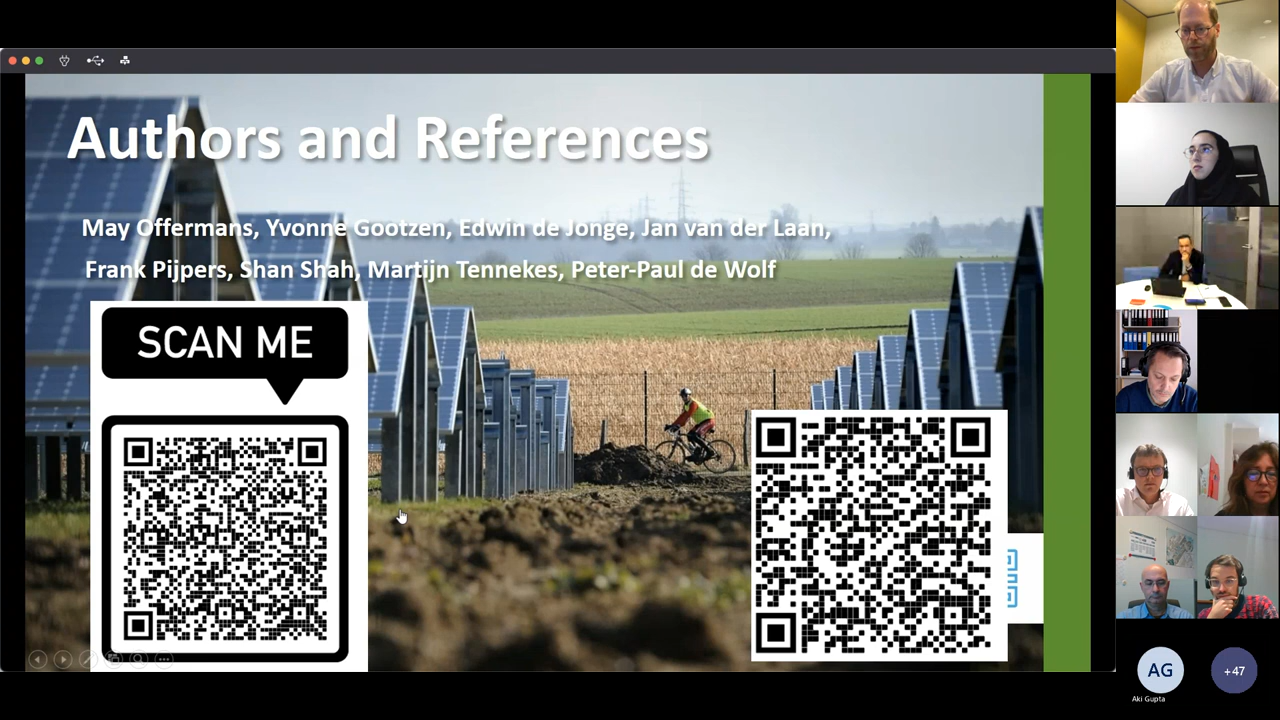 Authors and References
May Offermans, Yvonne Gootzen, Edwin de Jonge, Jan van der Laan,
Frank Pijpers, Shan Shah, Martijn Tennekes, Peter-Paul de Wolf
SCAN ME
AG
Aki Gupta
+47